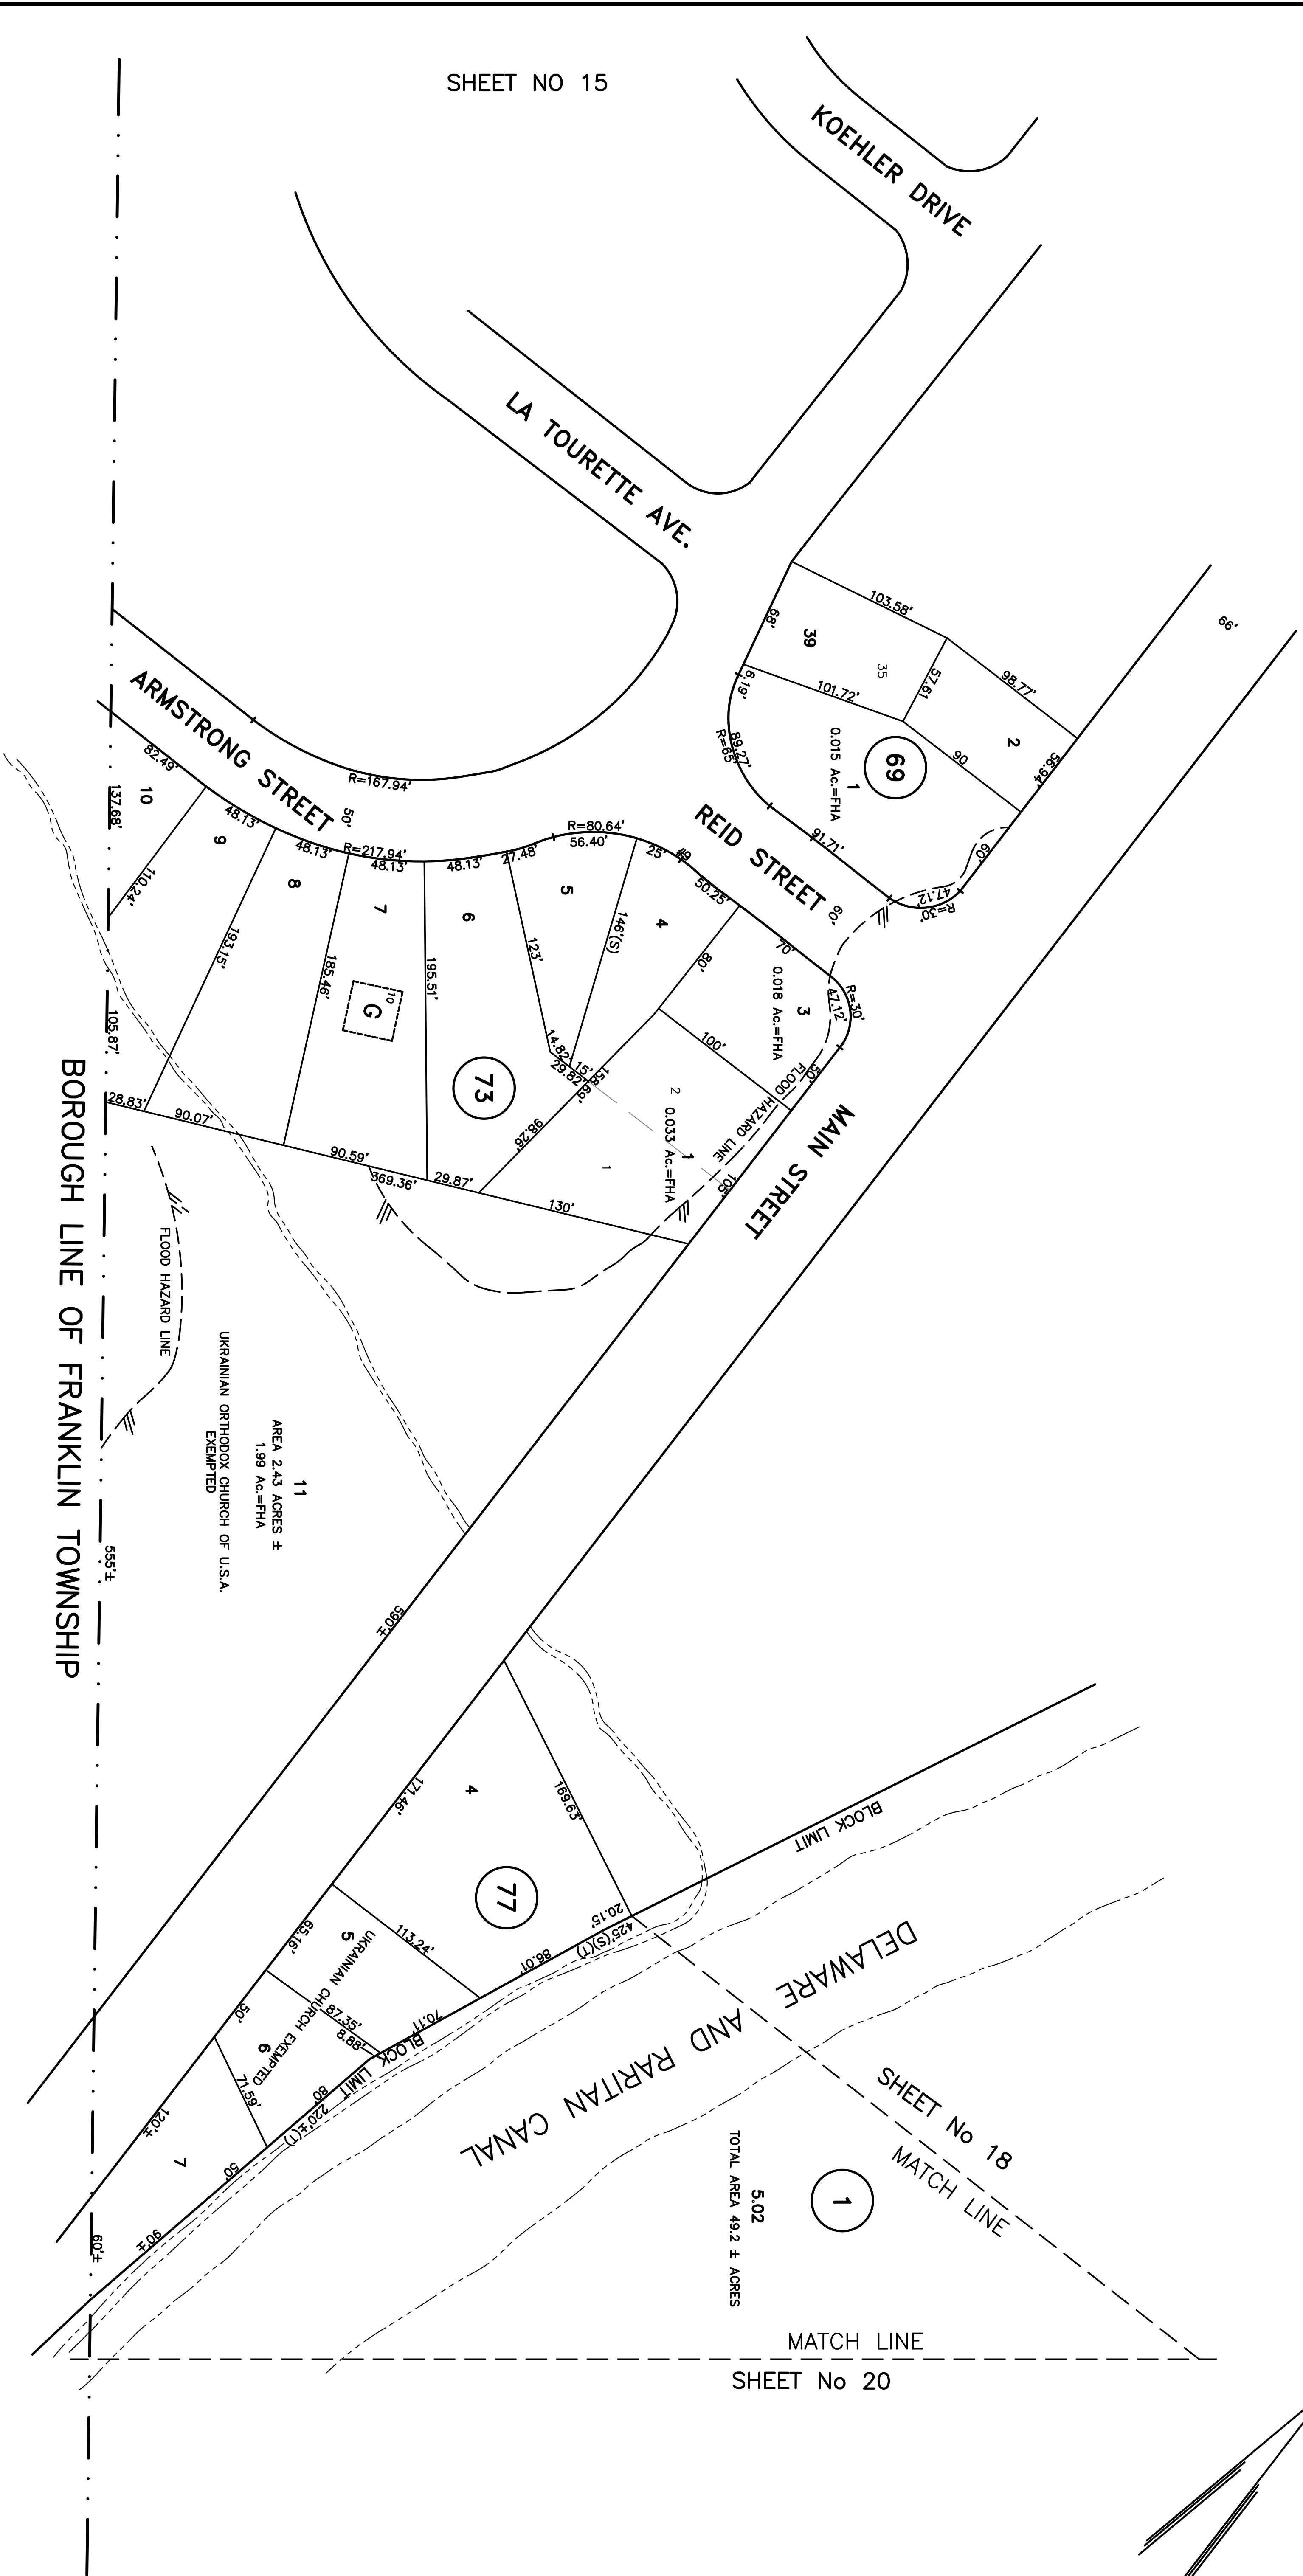 SHEET NO 15
KOEHLER DRIVE
LA TOURETTE AVE.
66'
103.58'
98.77'
68'
39
35
57.61
2
56.94'
6.19'
101.72'
90
69
1
0.015 Ac.=FHA
89.27'
R=65'
91.71'
60'
47.12'
R=30'
ARMSTRONG STREET
50'
R=167.94'
REID STREET
60'
82.49'
137.68'
10
110.24'
48.13'
9
48.13'
8
193.15'
R=217.94'
48.13'
7
185.46'
48.13'
6
195.51'
27.48'
R=80.64'
56.40'
5
123'
25'
146'(S)
4
50.25'
80'
70'
3
0.018 Ac.=FHA
R=30'
47.12'
50'
100'
FLOOD HAZARD LINE
10
G
73
14.82'
15'
29.82'
158'
69'
98.26'
2
1
0.033 Ac.=FHA
1
105'
MAIN STREET
105.87'
28.83'
90.07'
90.59'
369.36'
29.87'
130'
BOROUGH LINE OF FRANKLIN TOWNSHIP
FLOOD HAZARD LINE
11
AREA 2.43 ACRES ±
1.99 Ac.=FHA
UKRAINIAN ORTHODOX CHURCH OF U.S.A.
EXEMPTED
555'±
590'±
171.46'
4
169.63'
77
20.15'
425'(S)(T)
86.01'
BLOCK LIMIT
113.24'
65.16'
5
UKRAINIAN CHURCH EXEMPTED
87.35'
8.88'
70.11'
BLOCK LIMIT
50'
6
71.59'
80'
220'±(T)
120'±
7
50'
90'±
60'±
DELAWARE AND RARITAN CANAL
SHEET No 18
MATCH LINE
1
5.02
TOTAL AREA 49.2 ± ACRES
MATCH LINE
SHEET No 20